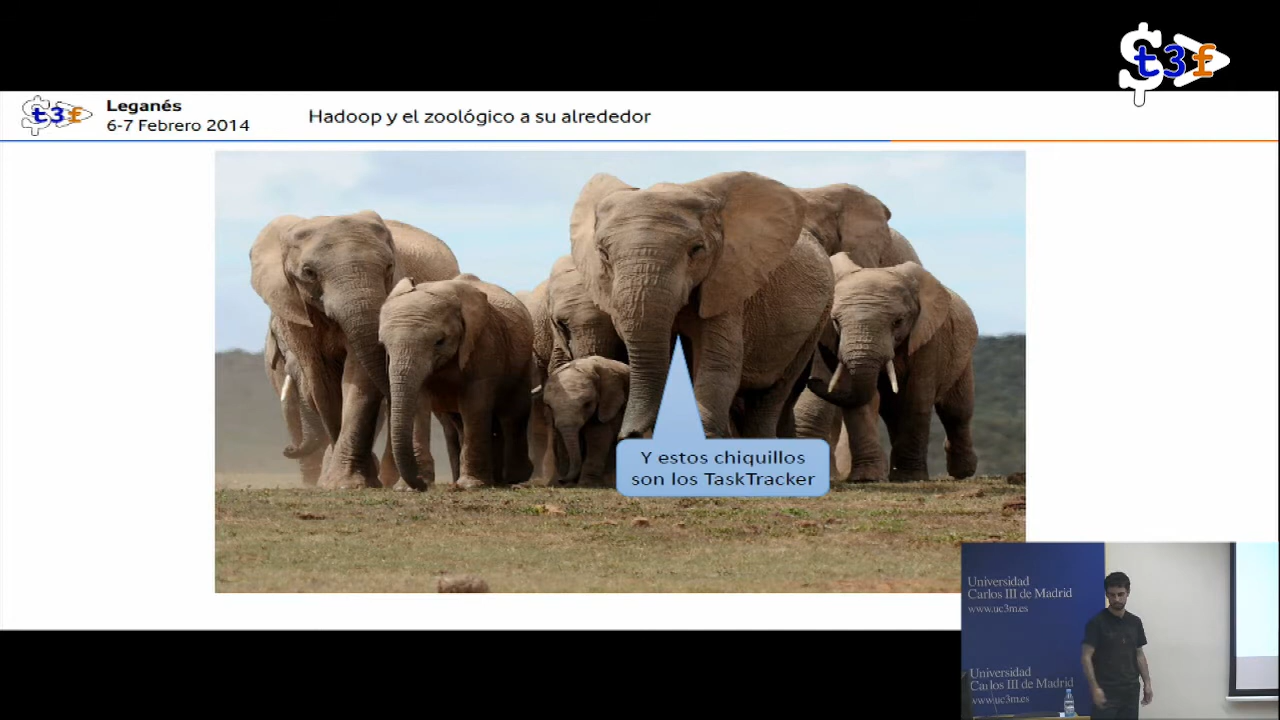 $t3f
t3f
Leganés
6-7 Febrero 2014
Hadoop y el zoológico a su alrededor
Y estos chiquillos
son los TaskTracker
Universidad
Carlos III de Madrid
www.uc3m.es
Universidad
Carlos III de Madrid
www.uc3m.es